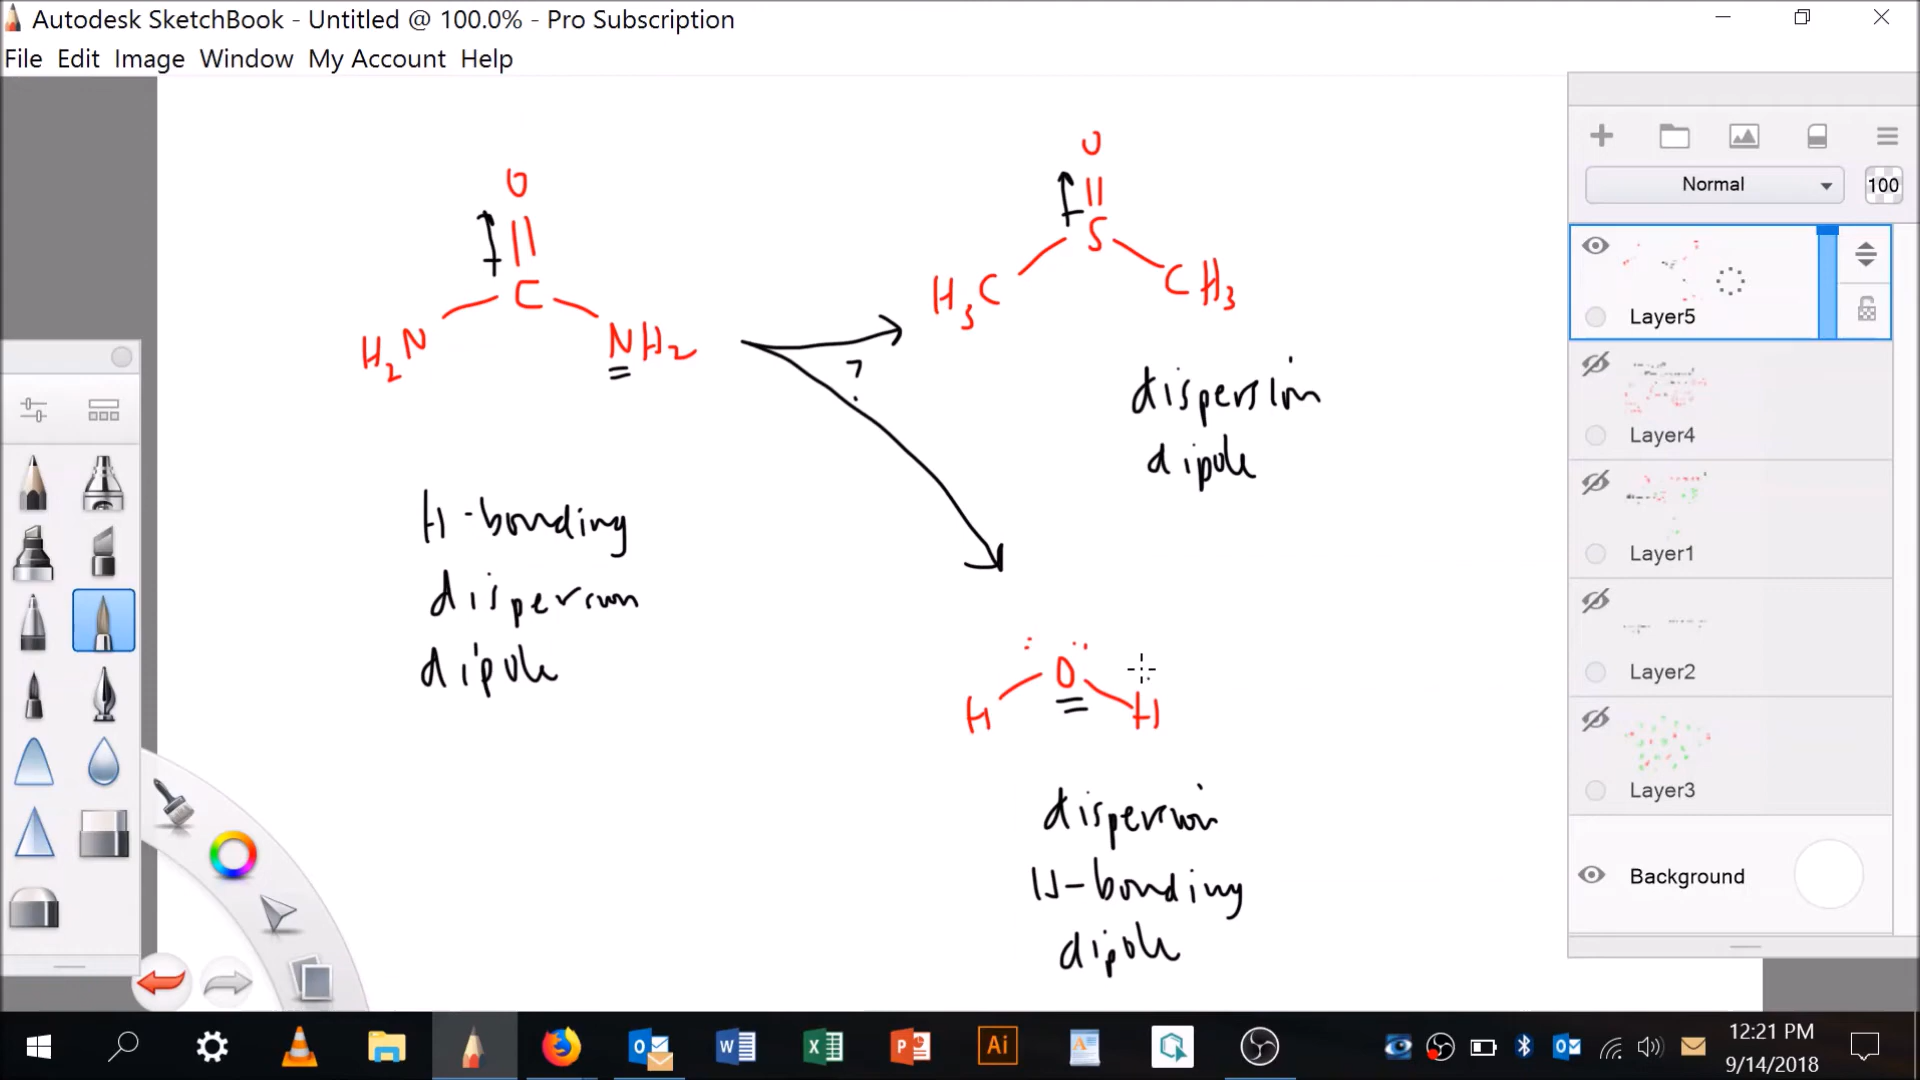 Autodesk SketchBook - Untitled @ 100.0% - Pro Subscription
File Edit Image Window My Account Help
O
C
H2N
NH2
H-bonding
dispersion
dipole
?
O
S
H3C
CH3
dispersion
dipole
O
H
H
dispersion
H-bonding
dipole
Normal
100
Layer5
Layer4
Layer1
Layer2
Layer3
Background
Ai
12:21 PM
9/14/2018